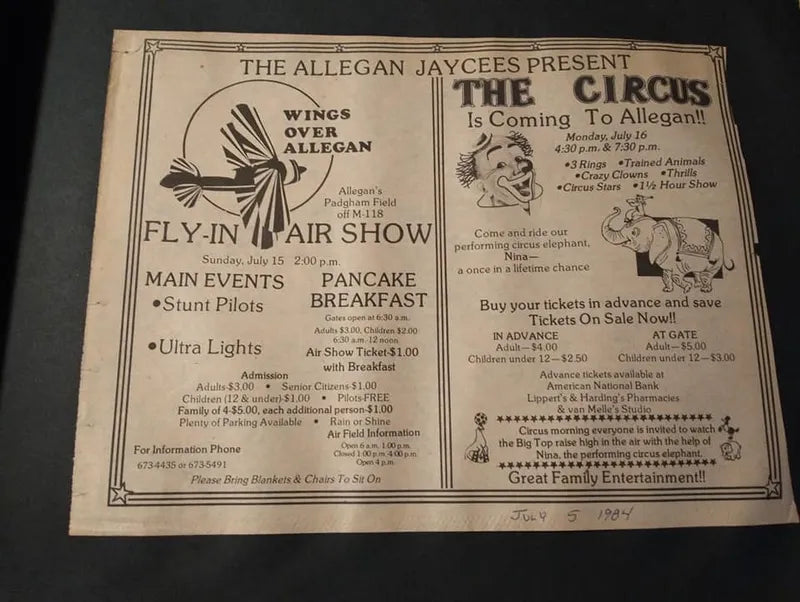 THE ALLEGAN JAYCEES PRESENT
WINGS
OVER
ALLEGAN
Allegan's
Padgham Field
off M-118
FLY-IN AIR SHOW
Sunday, July 15 2:00 p.m.
MAIN EVENTS
•Stunt Pilots
•Ultra Lights
PANCAKE
BREAKFAST
Gates open at 6:30 a.m.
Adults $3.00, Children $2.00
6:30 a.m.-12 noon
Air Show Ticket-$1.00
with Breakfast
Admission
Adults-$3.00 • Senior Citizens-$1.00
Children (12 & under)-$1.00 • Pilots-FREE
Family of 4-$5.00, each additional person-$1.00
Plenty of Parking Available • Rain or Shine
Air Field Information
Open 6 a.m. 1:00 p.m.
Closed 1:00 p.m. 4:00 p.m.
Open 4 p.m.
For Information Phone
673-4435 or 673-5491
Please Bring Blankets & Chairs To Sit On
THE CIRCUS
Is Coming To Allegan!!
Monday, July 16
4:30 p.m. & 7:30 p.m.
•3 Rings •Trained Animals
•Crazy Clowns •Thrills
•Circus Stars •1½ Hour Show
Come and ride our
performing circus elephant,
Nina—
a once in a lifetime chance
Buy your tickets in advance and save
Tickets On Sale Now!!
IN ADVANCE
Adult—$4.00
Children under 12—$2.50
AT GATE
Adult—$5.00
Children under 12—$3.00
Advance tickets available at
American National Bank
Lippert's & Harding's Pharmacies
& van Melle's Studio
Circus morning everyone is invited to watch
the Big Top raise high in the air with the help of
Nina, the performing circus elephant.
Great Family Entertainment!!
July 5 1984